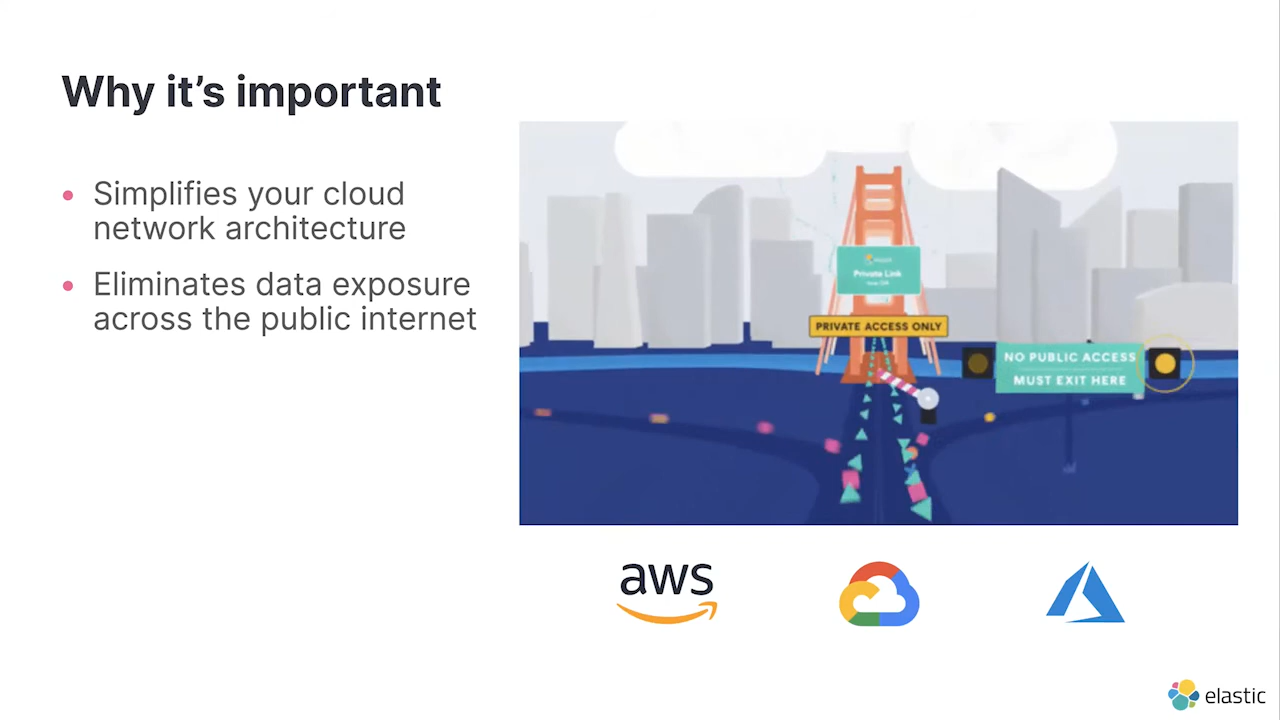 Why it’s important
• Simplifies your cloud
network architecture
• Eliminates data exposure
across the public internet
Private Link
PRIVATE ACCESS ONLY
NO PUBLIC ACCESS
MUST EXIT HERE
aws
elastic